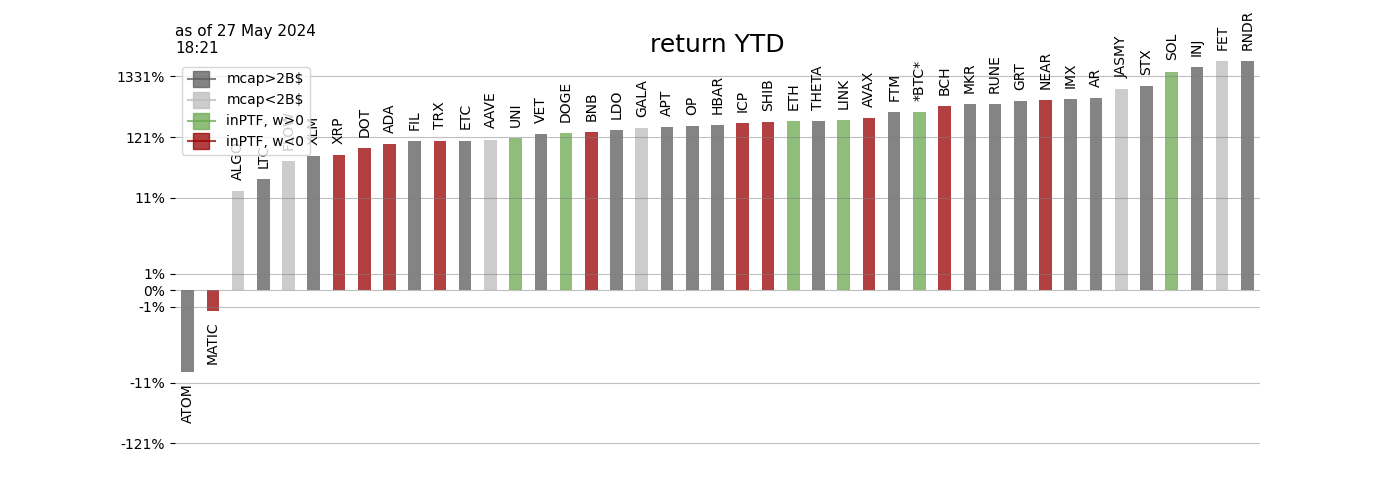 as of 27 May 2024
18:21
return YTD
mcap>2B$
mcap<2B$
inPTF, w>0
inPTF, w<0
1331%
121%
11%
1%
0%
-1%
-11%
-121%
ATOM
MATIC
ALGO
LTC
XLM
XRP
DOT
ADA
FIL
TRX
ETC
AAVE
UNI
VET
DOGE
BNB
LDO
GALA
APT
OP
HBAR
ICP
SHIB
ETH
THETA
LINK
AVAX
FTM
*BTC*
BCH
MKR
RUNE
GRT
NEAR
IMX
AR
JASMY
STX
SOL
INJ
FET
RNDR